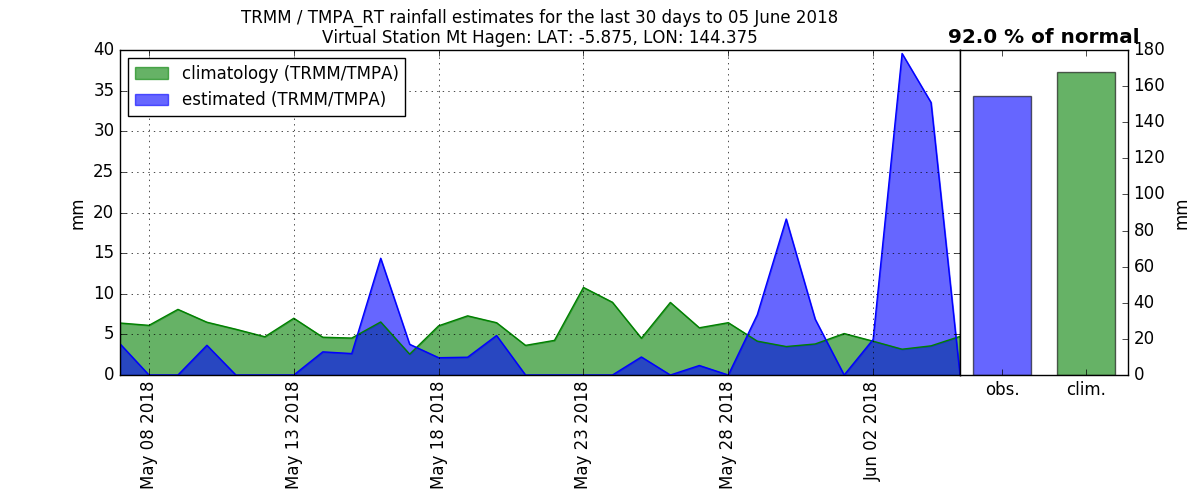 TRMM / TMPA_RT rainfall estimates for the last 30 days to 05 June 2018
Virtual Station Mt Hagen: LAT: -5.875, LON: 144.375
92.0 % of normal
climatology (TRMM/TMPA)
estimated (TRMM/TMPA)
40
35
30
25
20
15
10
5
0
mm
May 08 2018
May 13 2018
May 18 2018
May 23 2018
May 28 2018
Jun 02 2018
obs.
clim.
180
160
140
120
100
80
60
40
20
0
mm